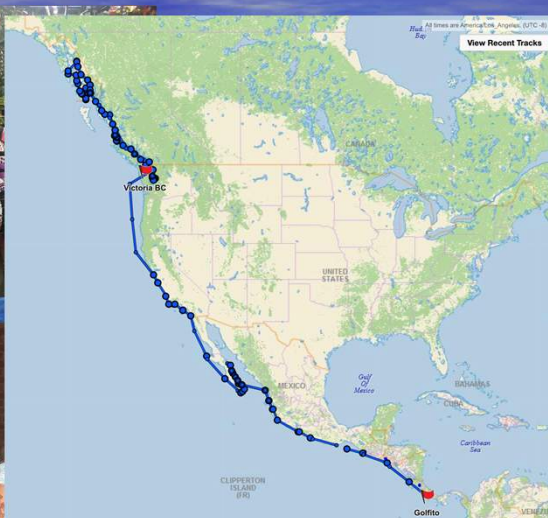 All times are America/Los_Angeles, (UTC -8)
View Recent Tracks
Bay
CANADA
Victoria BC
UNITED
STATES
Gulf
Of
Mexico
BAHAMAS
MEXICO
CUBA
Caribbean
Sea
CLIPPERTON
ISLAND
(FR)
Golfito